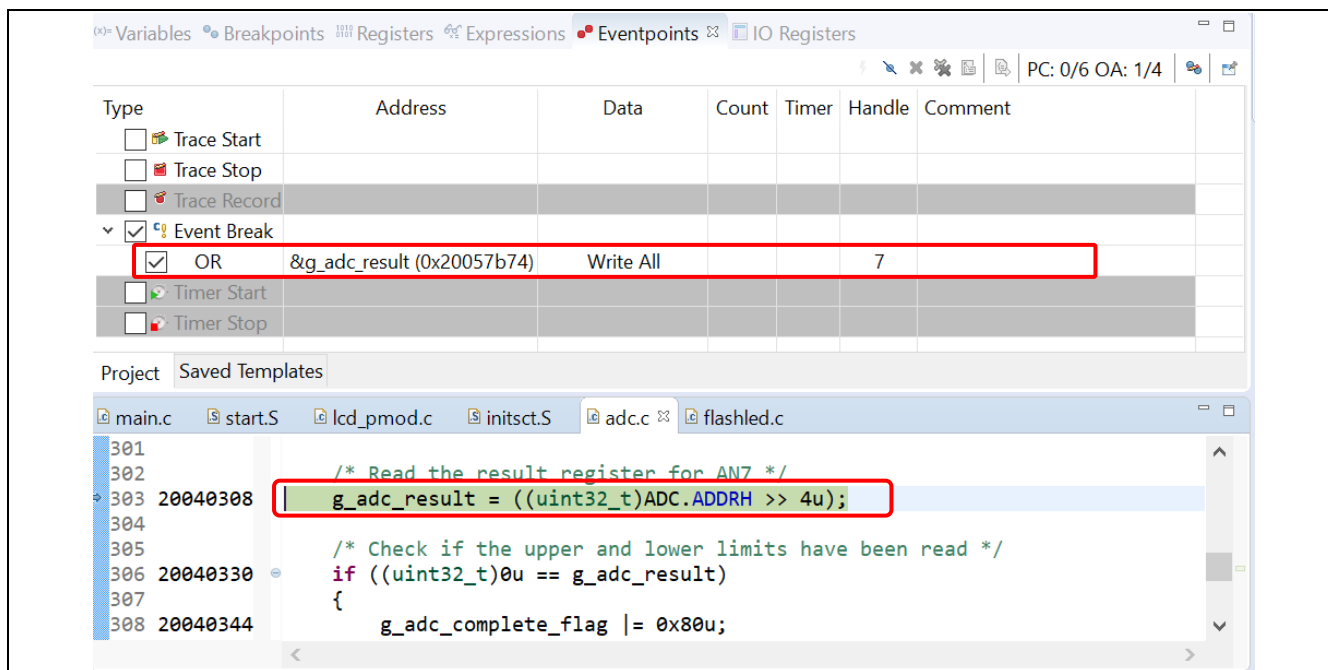 Variables Breakpoints Registers Expressions Eventpoints IO Registers
PC: 0/6 OA: 1/4
Type Address Data Count Timer Handle Comment
Trace Start
Trace Stop
Trace Record
Event Break
OR &g_adc_result (0x20057b74) Write All 7
Timer Start
Timer Stop
Project Saved Templates
main.c start.S lcd_pmod.c initsct.S adc.c flashled.c
301
302 /* Read the result register for AN7 */
303 20040308 g_adc_result = ((uint32_t)ADC.ADDRH >> 4u);
304
305 /* Check if the upper and lower limits have been read */
306 20040330 if ((uint32_t)0u == g_adc_result)
307 {
308 20040344 g_adc_complete_flag |= 0x80u;